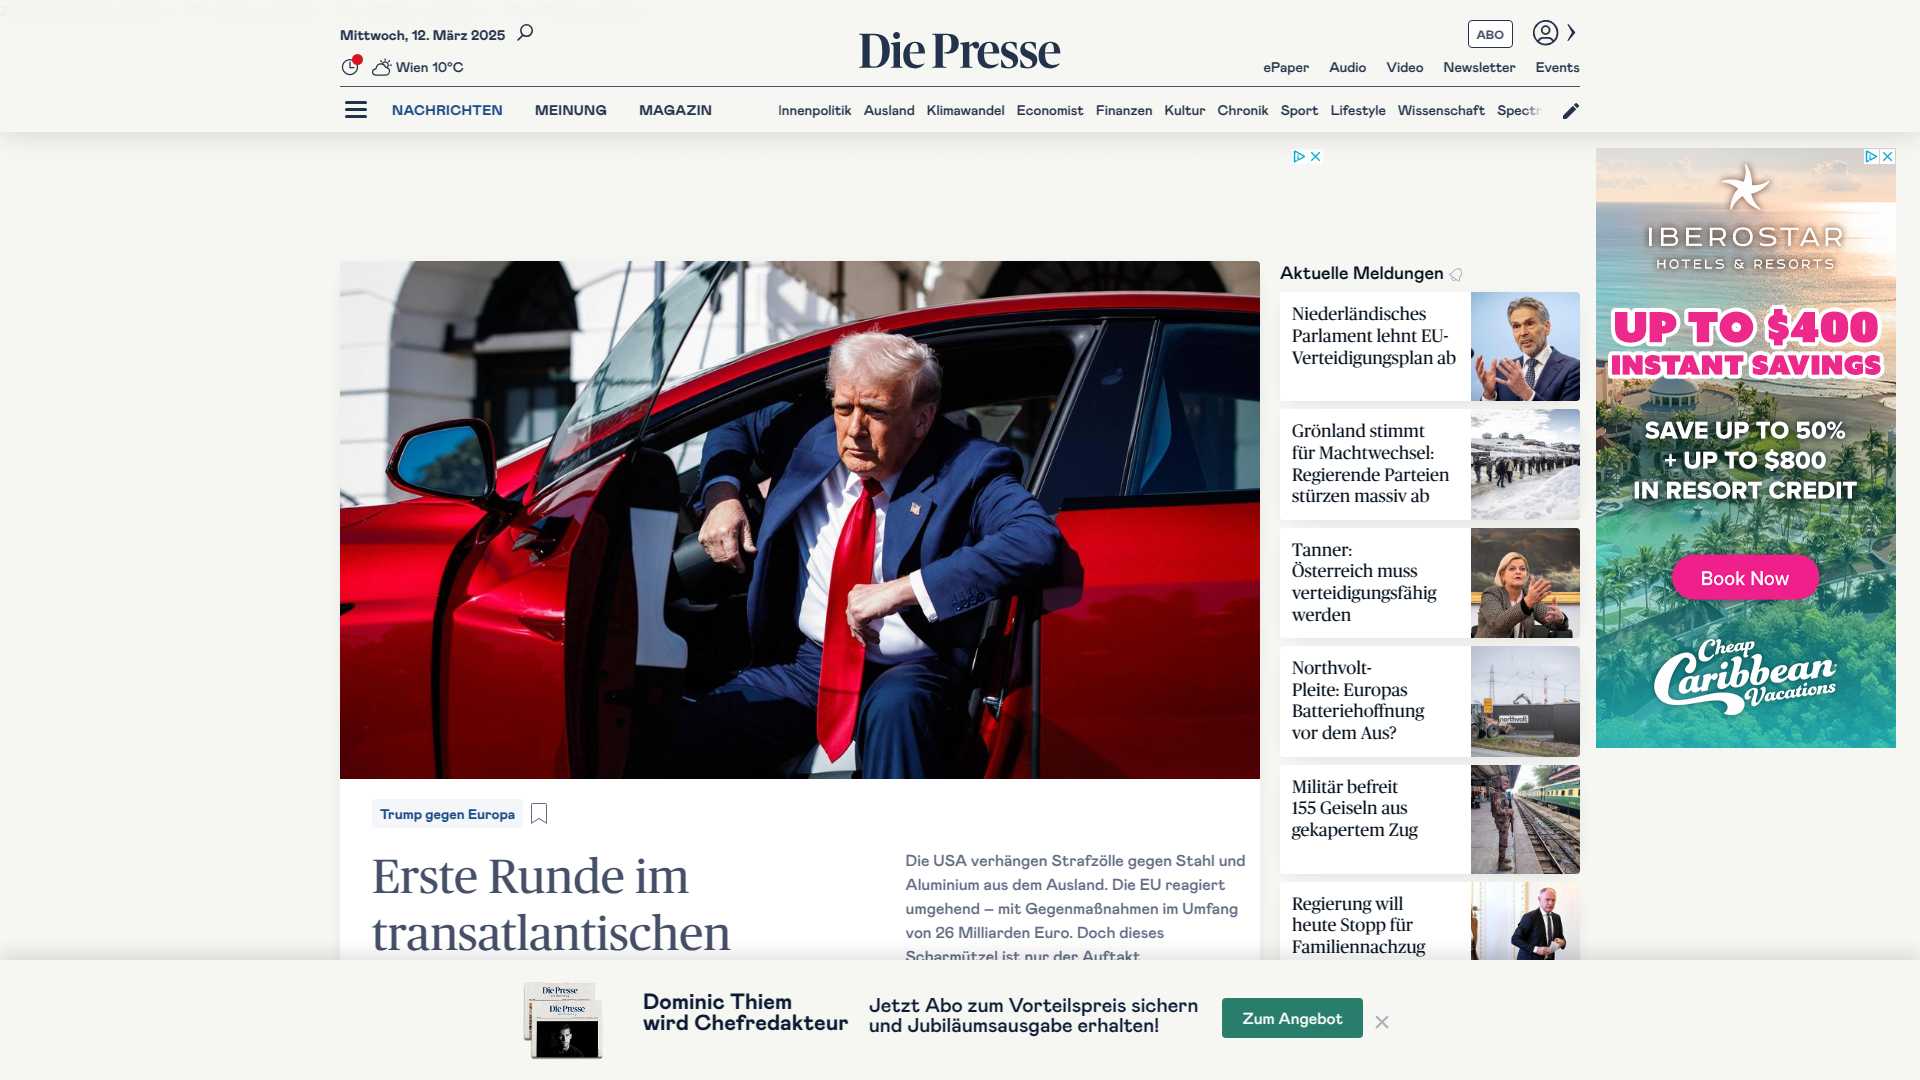 Mittwoch, 12. März 2025
Wien 10°C
Die Presse
ABO
ePaper Audio Video Newsletter Events
NACHRICHTEN MEINUNG MAGAZIN
Innenpolitik Ausland Klimawandel Economist Finanzen Kultur Chronik Sport Lifestyle Wissenschaft Spectr
Trump gegen Europa
Erste Runde im
transatlantischen
Die USA verhängen Strafzölle gegen Stahl und
Aluminium aus dem Ausland. Die EU reagiert
umgehend – mit Gegenmaßnahmen im Umfang
von 26 Milliarden Euro. Doch dieses
Scharmützel ist nur der Auftakt
Aktuelle Meldungen
Niederländisches
Parlament lehnt EU-
Verteidigungsplan ab
Grönland stimmt
für Machtwechsel:
Regierende Parteien
stürzen massiv ab
Tanner:
Österreich muss
verteidigungsfähig
werden
Northvolt-
Pleite: Europas
Batteriehoffnung
vor dem Aus?
northvolt
Militär befreit
155 Geiseln aus
gekapertem Zug
Regierung will
heute Stopp für
Familiennachzug
IBEROSTAR
HOTELS & RESORTS
UP TO $400
INSTANT SAVINGS
SAVE UP TO 50%
+ UP TO $800
IN RESORT CREDIT
Book Now
Cheap
Caribbean
Vacations
Die Presse
Die Presse
Dominic Thiem
wird Chefredakteur
Jetzt Abo zum Vorteilspreis sichern
und Jubiläumsausgabe erhalten!
Zum Angebot